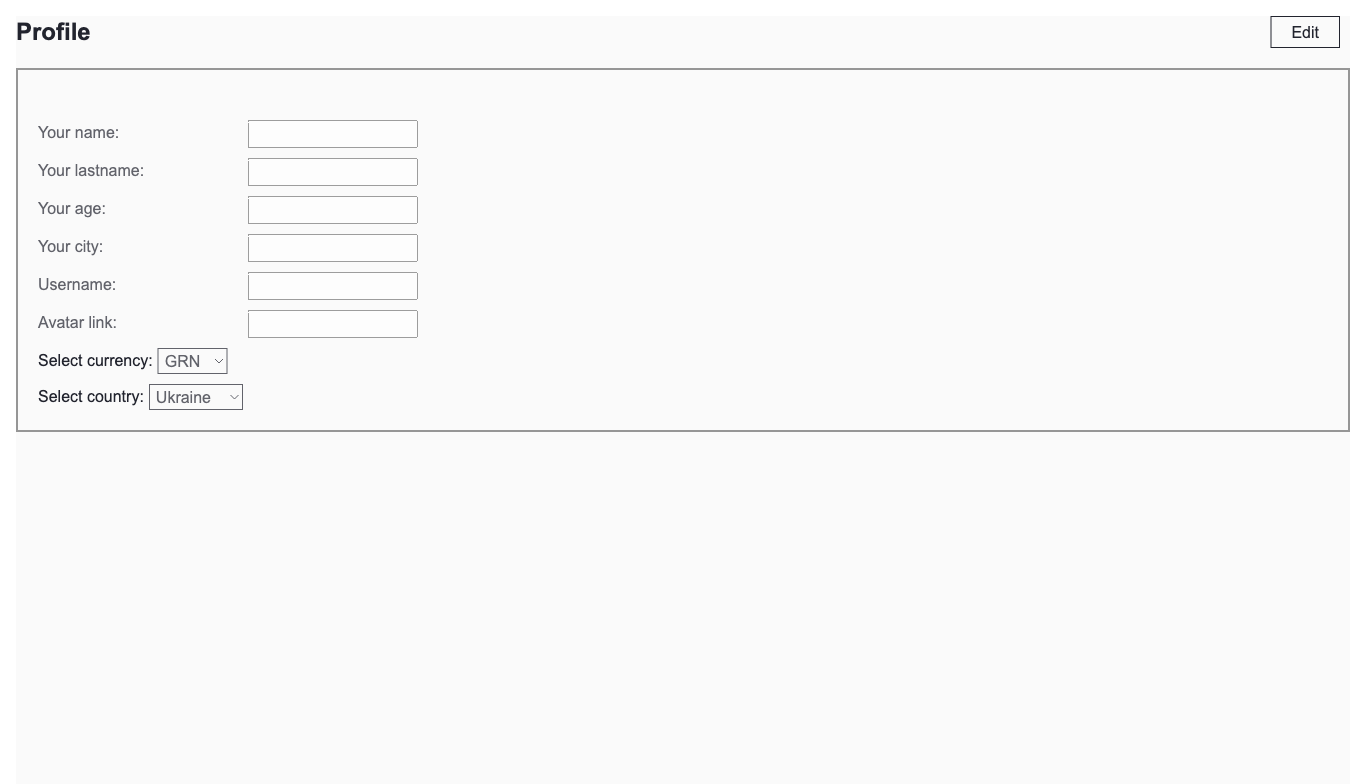 Profile
Edit
Your name:
Your lastname:
Your age:
Your city:
Username:
Avatar link:
Select currency: GRN
Select country: Ukraine